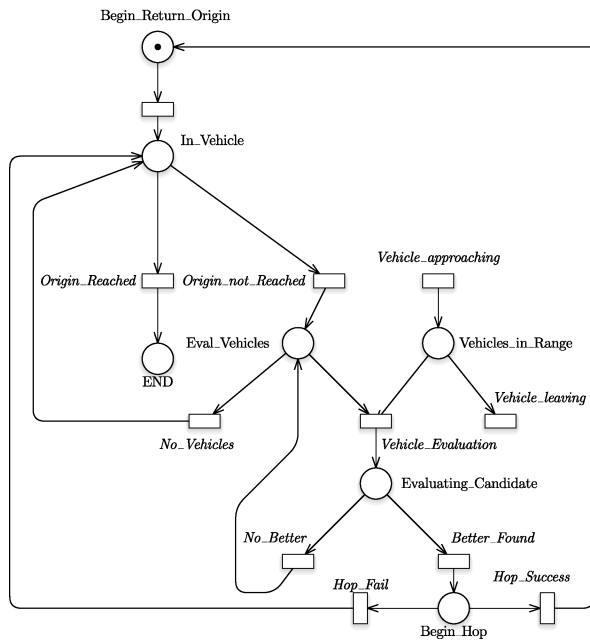 Begin_Return_Origin
In_Vehicle
Vehicle_approaching
Origin_Reached
Origin_not_Reached
Eval_Vehicles
Vehicles_in_Range
END
Vehicle_leaving
No_Vehicles
Vehicle_Evaluation
Evaluating_Candidate
No_Better
Better_Found
Hop_Fail
Hop_Success
Begin_Hop